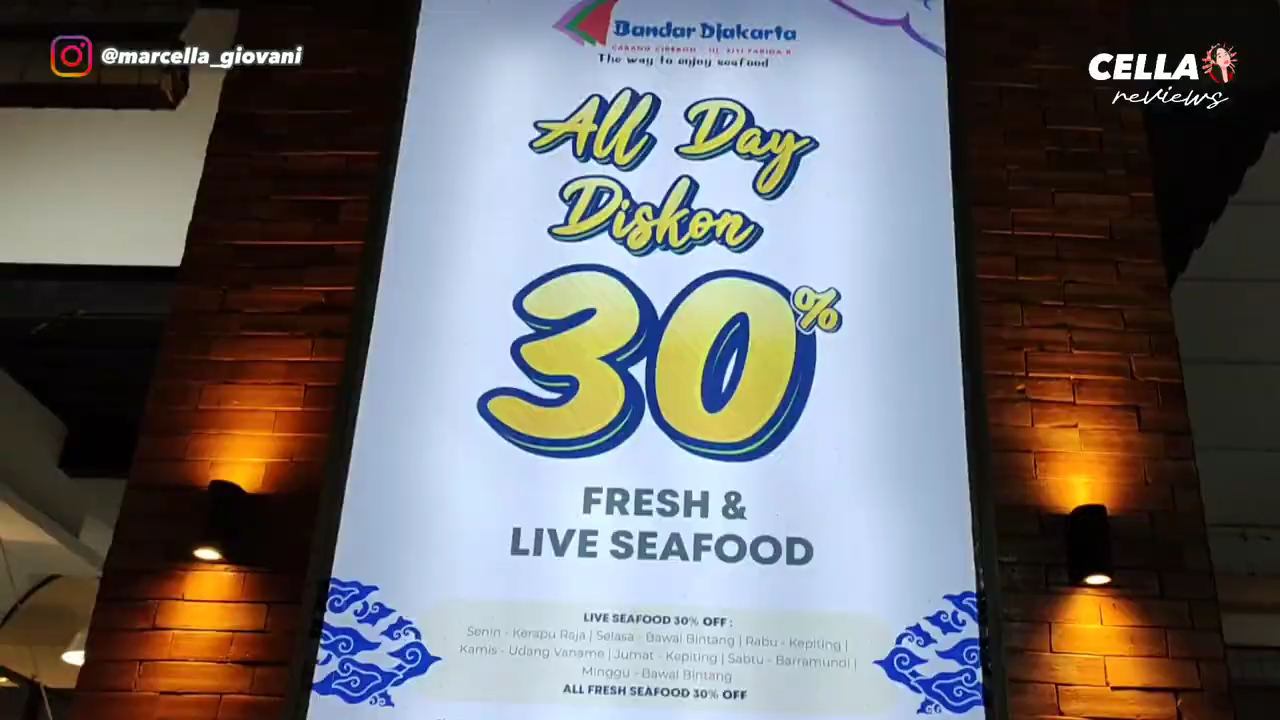 @marcella_giovani
CELLA
reviews
Bandar Djakarta
The way to enjoy seafood
All Day
Diskon
30%
FRESH &
LIVE SEAFOOD
LIVE SEAFOOD 30% OFF :
Senin - Kerapu Raja | Selasa - Bawal Bintang | Rabu - Kepiting |
Kamis - Udang Vaname | Jumat - Kepiting | Sabtu - Barramundi |
Minggu - Bawal Bintang
ALL FRESH SEAFOOD 30% OFF